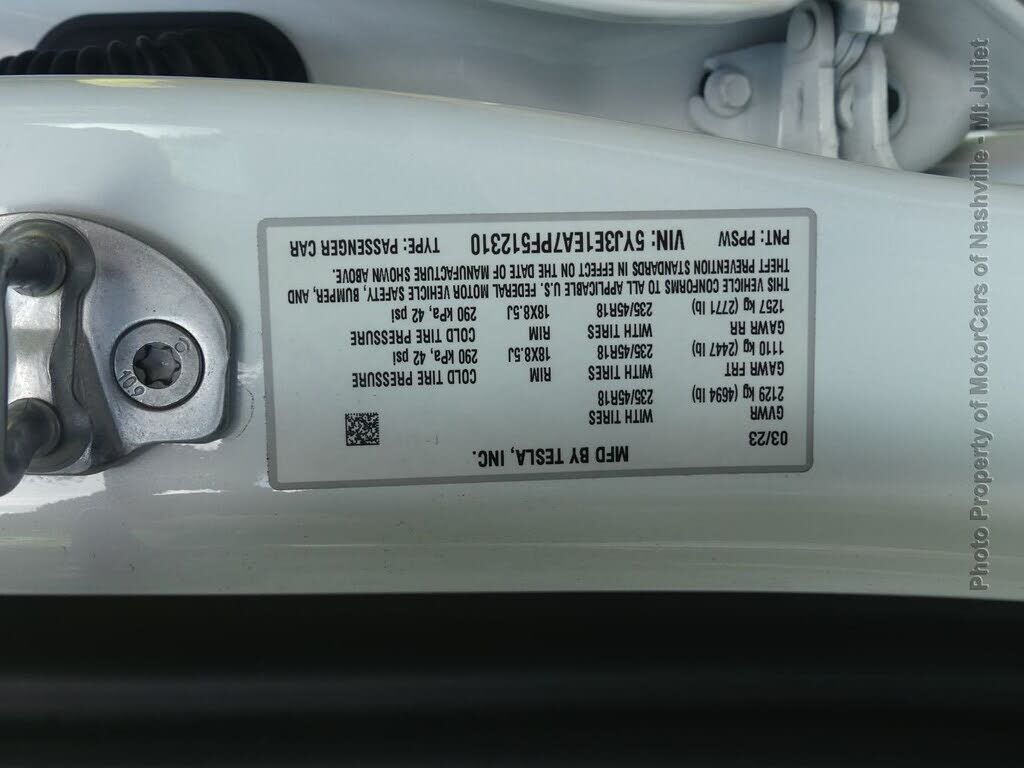 MFD BY TESLA, INC.
03/23
GVWR WITH TIRES
2129 kg (4694 lb) 235/45R18
GAWR FRT WITH TIRES RIM COLD TIRE PRESSURE
1110 kg (2447 lb) 235/45R18 18X8.5J 290 kPa, 42 psi
GAWR RR WITH TIRES RIM COLD TIRE PRESSURE
1257 kg (2771 lb) 235/45R18 18X8.5J 290 kPa, 42 psi
THIS VEHICLE CONFORMS TO ALL APPLICABLE U.S. FEDERAL MOTOR VEHICLE SAFETY, BUMPER, AND
THEFT PREVENTION STANDARDS IN EFFECT ON THE DATE OF MANUFACTURE SHOWN ABOVE.
PNT: PPSW VIN: 5YJ3E1EA7PF512310 TYPE: PASSENGER CAR
10.9
Photo Property of MotorCars of Nashville - Mt Juliet